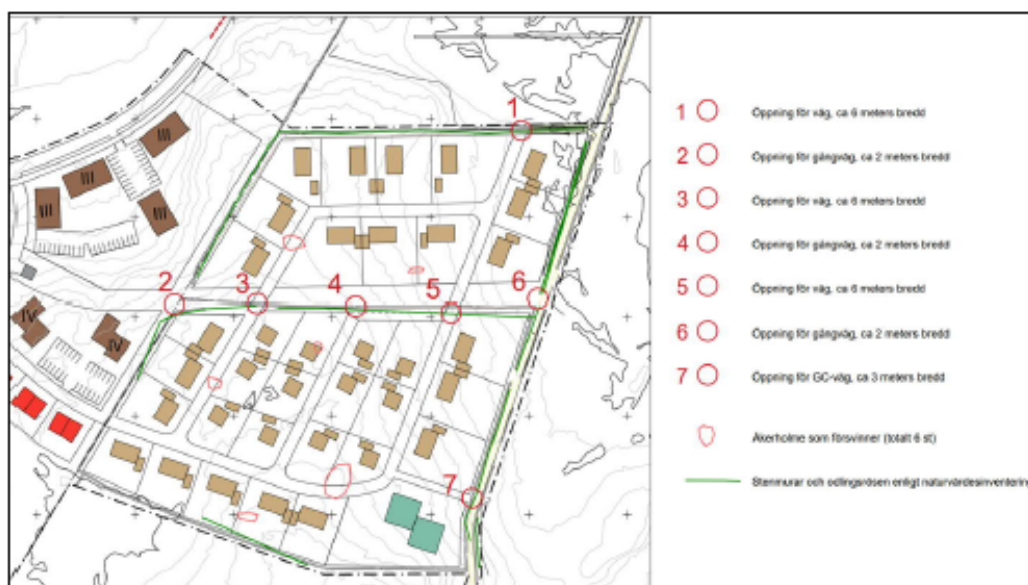 1
2
3
4
5
6
7
III
III
III
III
IV
IV
1 Öppning för väg, ca 6 meters bredd
2 Öppning för gångväg, ca 2 meters bredd
3 Öppning för väg, ca 6 meters bredd
4 Öppning för gångväg, ca 2 meters bredd
5 Öppning för väg, ca 6 meters bredd
6 Öppning för gångväg, ca 2 meters bredd
7 Öppning för GC-väg, ca 3 meters bredd
Åkerholme som försvinner (totalt 6 st)
Stenmurar och odlingsrösen enligt naturvärdesinventering